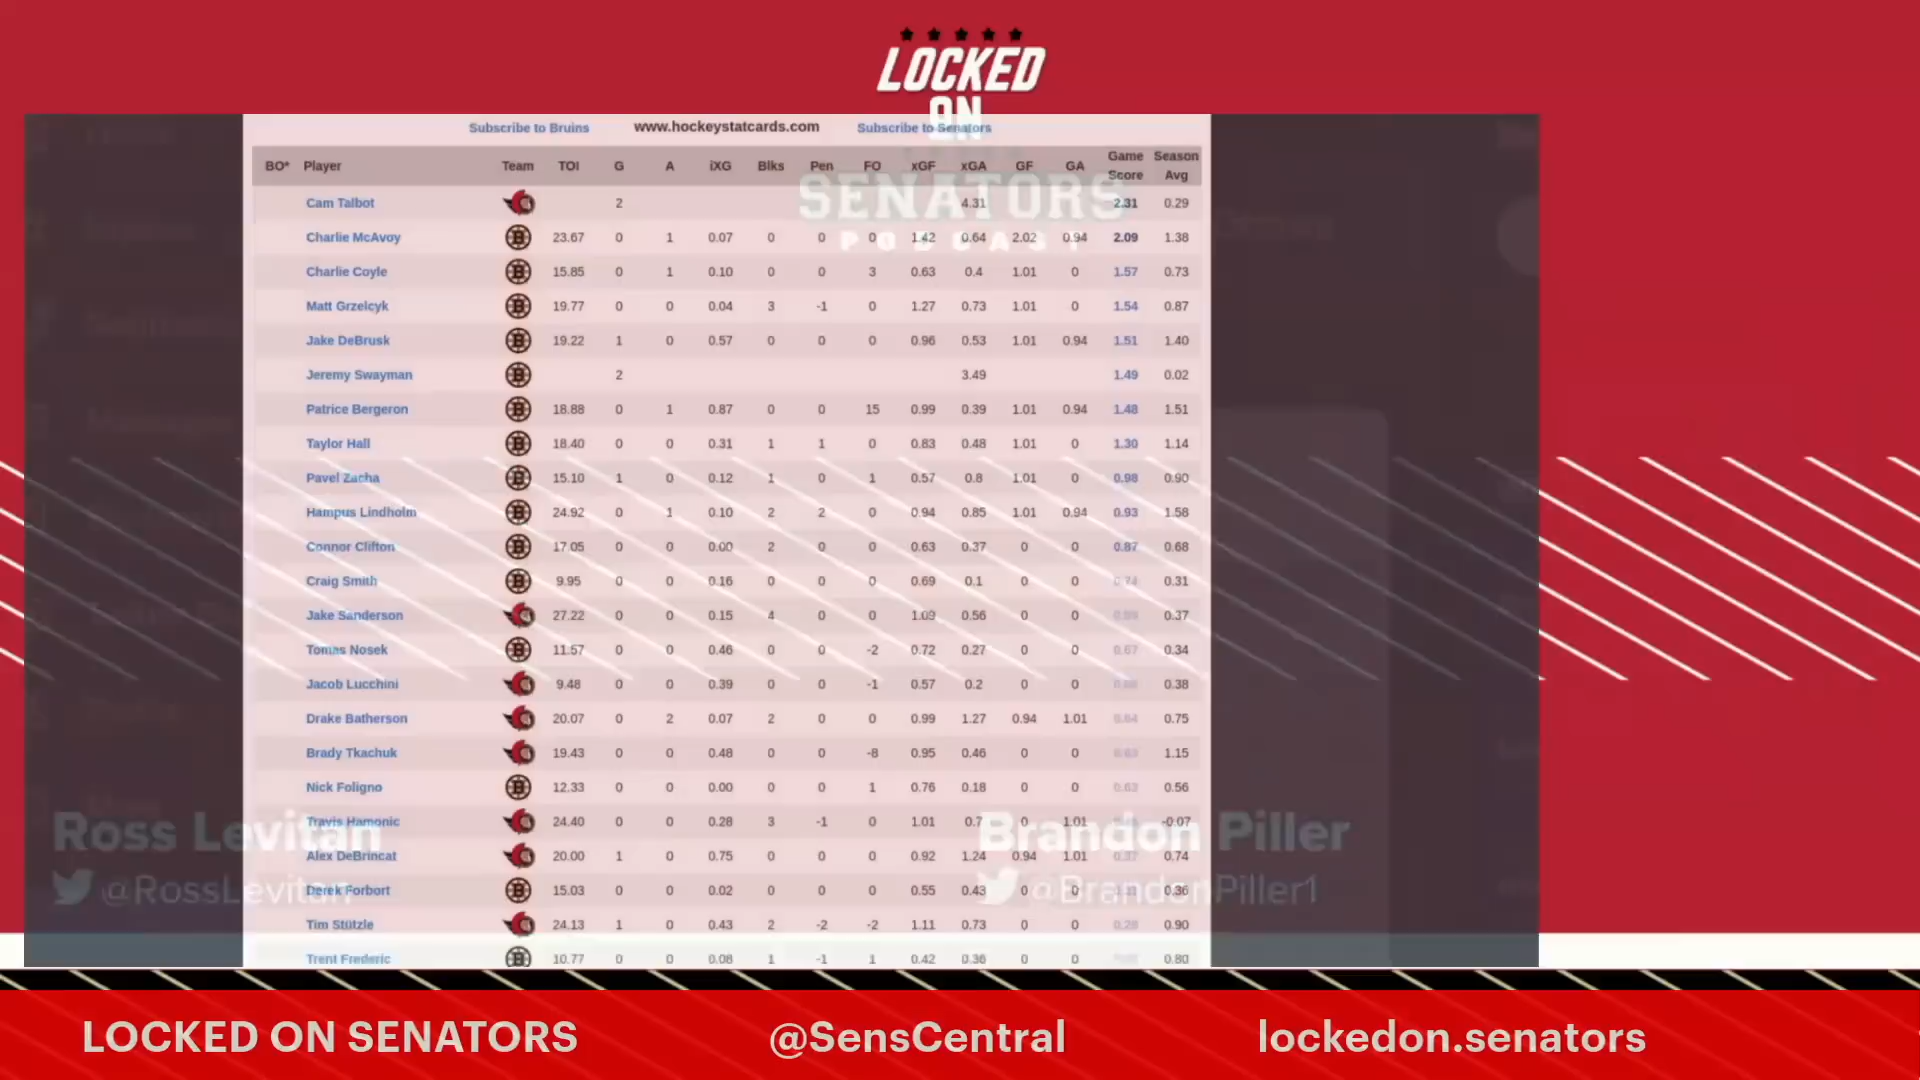 LOCKED
ON
SENATORS
PODCAST
Subscribe to Bruins www.hockeystatcards.com Subscribe to Senators
BO* Player Team TOI G A iXG Blks Pen FO xGF xGA GF GA Game Score Season Avg
Cam Talbot 2 4.31 2.31 0.29
Charlie McAvoy 23.67 0 1 0.07 0 0 0 1.42 0.64 2.02 0.94 2.09 1.38
Charlie Coyle 15.85 0 1 0.10 0 0 3 0.63 0.4 1.01 0 1.57 0.73
Matt Grzelcyk 19.77 0 0 0.04 3 -1 0 1.27 0.73 1.01 0 1.54 0.87
Jake DeBrusk 19.22 1 0 0.57 0 0 0 0.96 0.53 1.01 0.94 1.51 1.40
Jeremy Swayman 2 3.49 1.49 0.02
Patrice Bergeron 18.88 0 1 0.87 0 0 15 0.99 0.39 1.01 0.94 1.48 1.51
Taylor Hall 18.40 0 0 0.31 1 1 0 0.83 0.48 1.01 0 1.30 1.14
Pavel Zacha 15.10 1 0 0.12 1 0 1 0.57 0.8 1.01 0 0.98 0.90
Hampus Lindholm 24.92 0 1 0.10 2 2 0 0.94 0.85 1.01 0.94 0.93 1.58
Connor Clifton 17.05 0 0 0.00 2 0 0 0.63 0.37 0 0 0.87 0.68
Craig Smith 9.95 0 0 0.16 0 0 0 0.69 0.1 0 0 0.74 0.31
Jake Sanderson 27.22 0 0 0.15 4 0 0 1.09 0.56 0 0 0.37
Tomas Nosek 11.57 0 0 0.46 0 0 -2 0.72 0.27 0 0 0.67 0.34
Jacob Lucchini 9.48 0 0 0.39 0 0 -1 0.57 0.2 0 0 0.38
Drake Batherson 20.07 0 2 0.07 2 0 0 0.99 1.27 0.94 1.01 0.64 0.75
Brady Tkachuk 19.43 0 0 0.48 0 0 -8 0.95 0.46 0 0 0.63 1.15
Nick Foligno 12.33 0 0 0.00 0 0 1 0.76 0.18 0 0 0.63 0.56
Travis Hamonic 24.40 0 0 0.28 3 -1 0 1.01 0 1.01 -0.07
Alex DeBrincat 20.00 1 0 0.75 0 0 0 0.92 1.24 0.94 1.01 0.74
Derek Forbort 15.03 0 0 0.02 0 0 0 0.55 0.43 0 0 0.36
Tim Stützle 24.13 1 0 0.43 2 -2 -2 1.11 0.73 0 0 0.28 0.90
Trent Frederic 10.77 0 0 0.08 1 -1 1 0.42 0.36 0 0 0.80
Ross Levitan Brandon Piller
@RossLevitan @BrandonPiller1
LOCKED ON SENATORS @SensCentral lockedon.senators